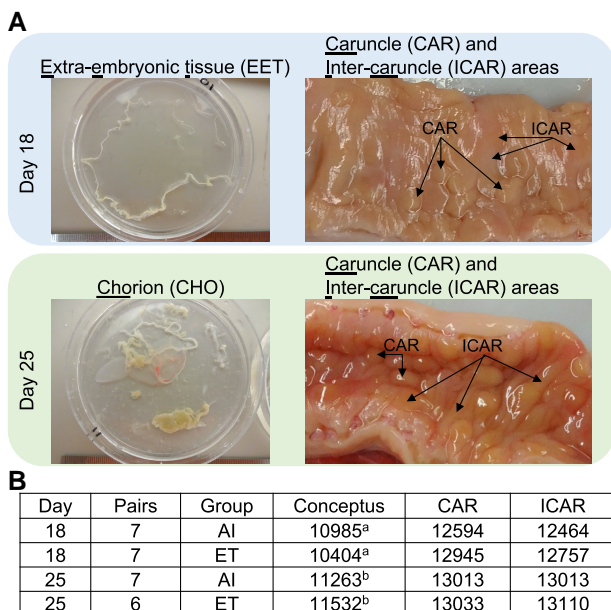 A
Extra-embryonic tissue (EET)
Caruncle (CAR) and
Inter-caruncle (ICAR) areas
Day 18
CAR
ICAR
Chorion (CHO)
Caruncle (CAR) and
Inter-caruncle (ICAR) areas
Day 25
CAR
ICAR
B
Day Pairs Group Conceptus CAR ICAR
18 7 AI 10985ᵃ 12594 12464
18 7 ET 10404ᵃ 12945 12757
25 7 AI 11263ᵇ 13013 13013
25 6 ET 11532ᵇ 13033 13110